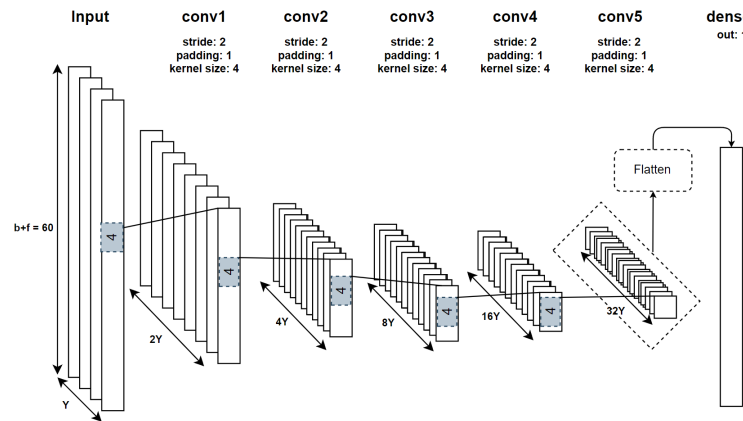 Input
conv1
conv2
conv3
conv4
conv5
stride: 2
padding: 1
kernel size: 4
stride: 2
padding: 1
kernel size: 4
stride: 2
padding: 1
kernel size: 4
stride: 2
padding: 1
kernel size: 4
stride: 2
padding: 1
kernel size: 4
dens
out:
Flatten
b+f = 60
4
4
4
4
4
Y
2Y
4Y
8Y
16Y
32Y